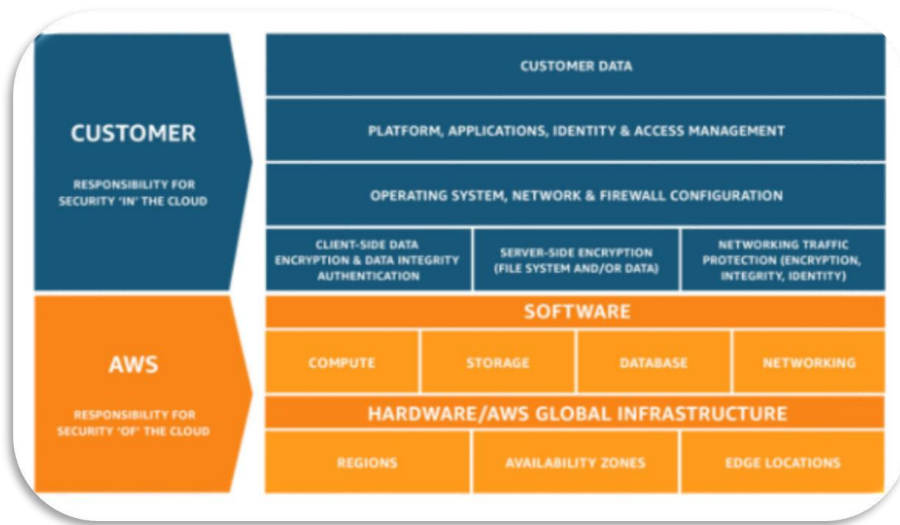 CUSTOMER
RESPONSIBILITY FOR
SECURITY 'IN' THE CLOUD
CUSTOMER DATA
PLATFORM, APPLICATIONS, IDENTITY & ACCESS MANAGEMENT
OPERATING SYSTEM, NETWORK & FIREWALL CONFIGURATION
CLIENT-SIDE DATA
ENCRYPTION & DATA INTEGRITY
AUTHENTICATION
SERVER-SIDE ENCRYPTION
(FILE SYSTEM AND/OR DATA)
NETWORKING TRAFFIC
PROTECTION (ENCRYPTION,
INTEGRITY, IDENTITY)
AWS
RESPONSIBILITY FOR
SECURITY 'OF' THE CLOUD
SOFTWARE
COMPUTE
STORAGE
DATABASE
NETWORKING
HARDWARE/AWS GLOBAL INFRASTRUCTURE
REGIONS
AVAILABILITY ZONES
EDGE LOCATIONS